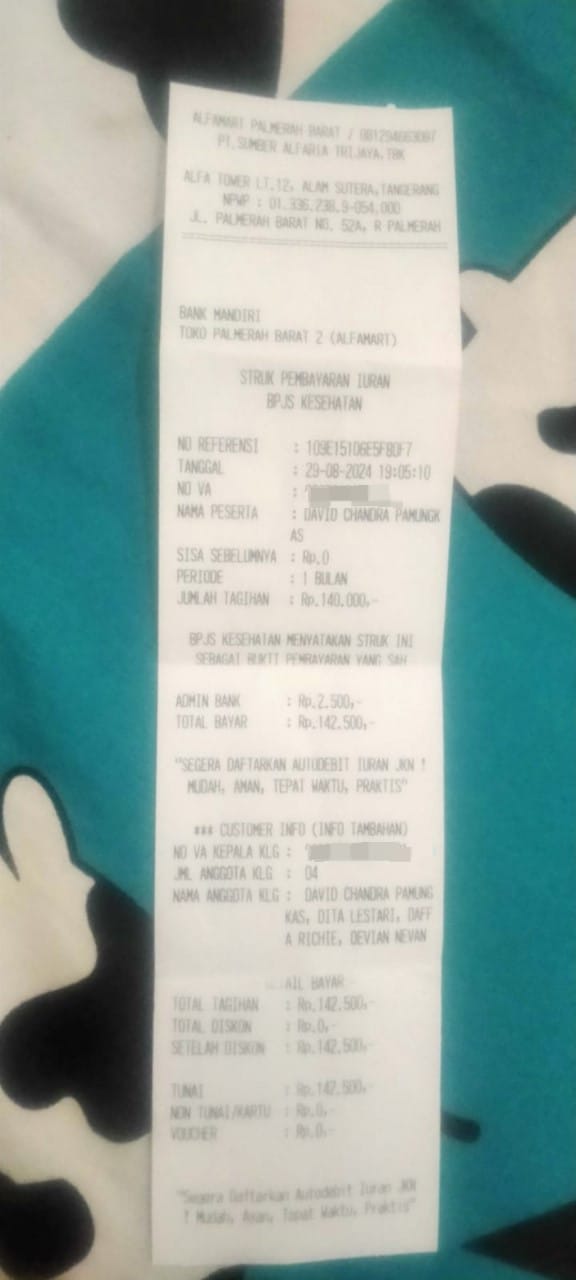 ALFAMART PALMERAH BARAT / 081294663087
PT.SUMBER ALFARIA TRIJAYA,TBK
ALFA TOWER LT.12, ALAM SUTERA,TANGERANG
NPWP : 01.336.238.9-054.000
JL. PALMERAH BARAT NO. 52A, R PALMERAH
BANK MANDIRI
TOKO PALMERAH BARAT 2 (ALFAMART)
STRUK PEMBAYARAN IURAN
BPJS KESEHATAN
NO REFERENSI : 109E15106E5F8DF7
TANGGAL : 29-08-2024 19:05:10
NO VA :
NAMA PESERTA : DAVID CHANDRA PAMUNGK
AS
SISA SEBELUMNYA : Rp.0
PERIODE : 1 BULAN
JUMLAH TAGIHAN : Rp.140.000,-
BPJS KESEHATAN MENYATAKAN STRUK INI
SEBAGAI BUKTI PEMBAYARAN YANG SAH
ADMIN BANK : Rp.2.500,-
TOTAL BAYAR : Rp.142.500,-
"SEGERA DAFTARKAN AUTODEBIT IURAN JKN !
MUDAH, AMAN, TEPAT WAKTU, PRAKTIS"
*** CUSTOMER INFO (INFO TAMBAHAN)
NO VA KEPALA KLG :
JML ANGGOTA KLG : 04
NAMA ANGGOTA KLG : DAVID CHANDRA PAMUNG
KAS, DITA LESTARI, DAFF
A RICHIE, DEVIAN NEVAN
AIL BAYAR
TOTAL TAGIHAN : Rp.142.500,-
TOTAL DISKON : Rp.0,-
SETELAH DISKON : Rp.142.500,-
TUNAI : Rp.142.500,-
NON TUNAI/KARTU : Rp.0,-
VOUCHER : Rp.0,-
"Segera Daftarkan Autodebit Iuran JKN
! Mudah, Aman, Tepat Waktu, Praktis"